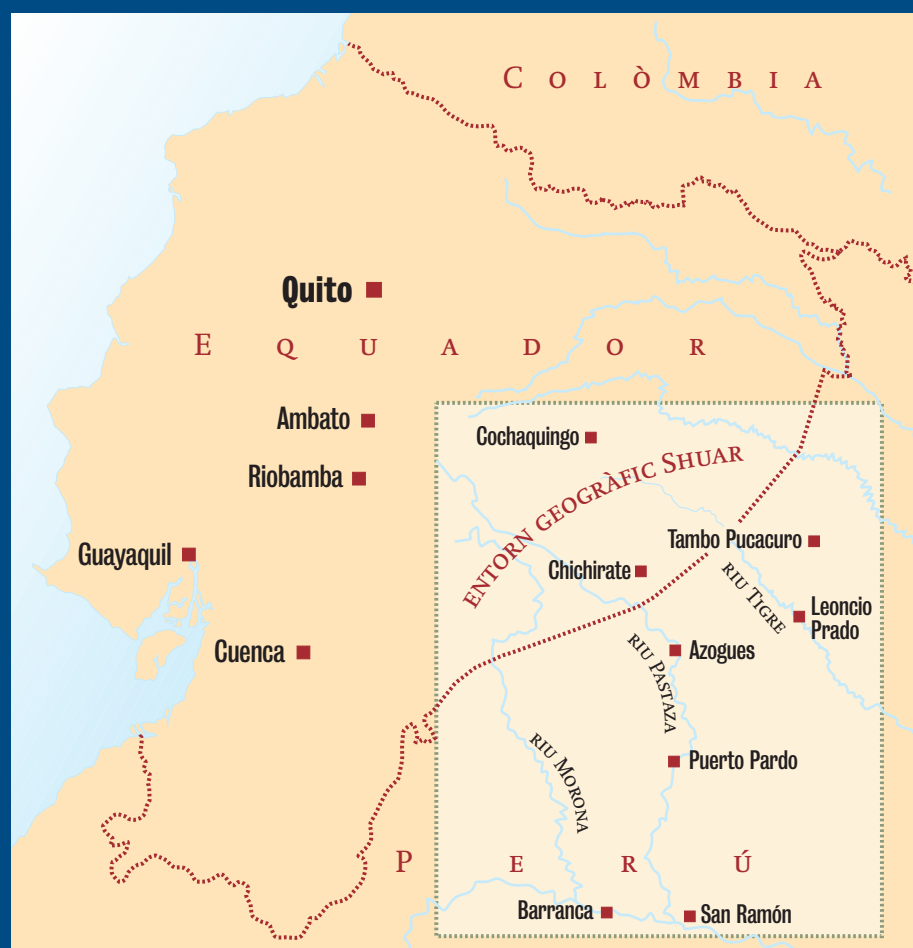 COLÒMBIA
Quito
EQUADOR
Ambato
Cochaquingo
ENTORN GEOGRÀFIC SHUAR
Riobamba
Tambo Pucacuro
Guayaquil
Chichirate
RIU TIGRE
Leoncio
Prado
Cuenca
Azogues
RIU PASTAZA
Puerto Pardo
RIU MORONA
PERÚ
Barranca
San Ramón